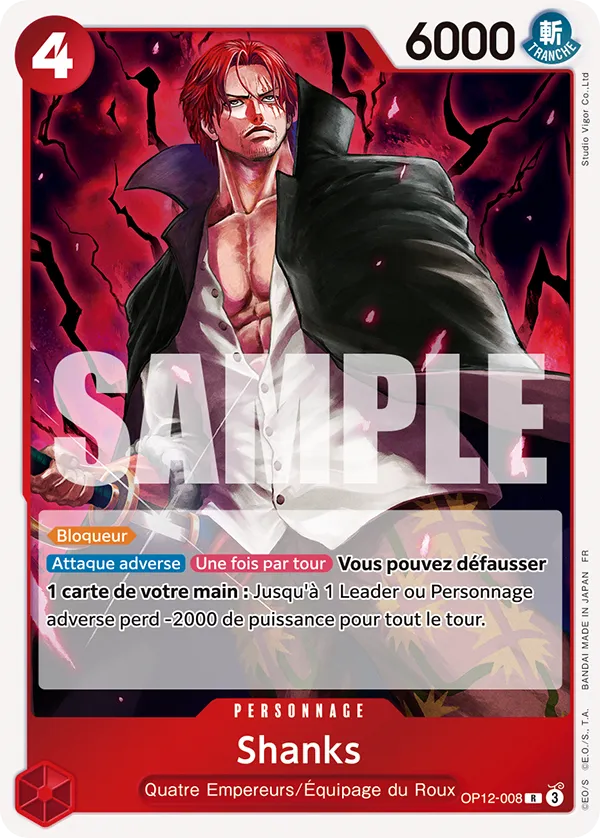 4
6000
斬
TRANCHE
Studio Vigor Co.,Ltd
SAMPLE
Bloqueur
Attaque adverse Une fois par tour Vous pouvez défausser
1 carte de votre main : Jusqu'à 1 Leader ou Personnage
adverse perd -2000 de puissance pour tout le tour.
PERSONNAGE
Shanks
Quatre Empereurs/Équipage du Roux
OP12-008 R 3
©E.O/S ©E.O./S., T.A. BANDAI MADE IN JAPAN FR